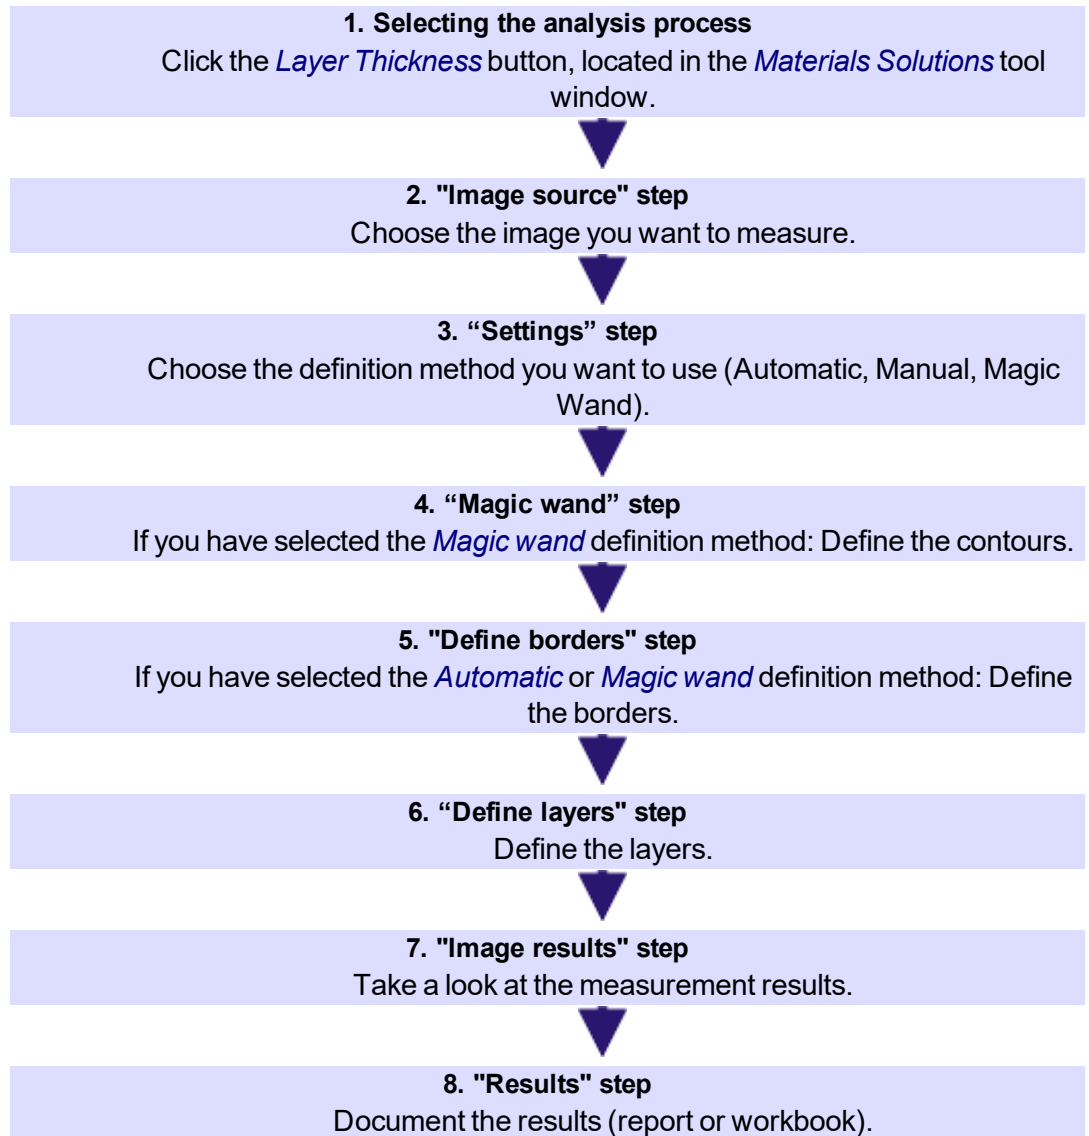 1. Selecting the analysis process
Click the Layer Thickness button, located in the Materials Solutions tool
window.
2. "Image source" step
Choose the image you want to measure.
3. “Settings” step
Choose the definition method you want to use (Automatic, Manual, Magic
Wand).
4. “Magic wand” step
If you have selected the Magic wand definition method: Define the contours.
5. "Define borders" step
If you have selected the Automatic or Magic wand definition method: Define
the borders.
6. “Define layers" step
Define the layers.
7. "Image results" step
Take a look at the measurement results.
8. "Results" step
Document the results (report or workbook).